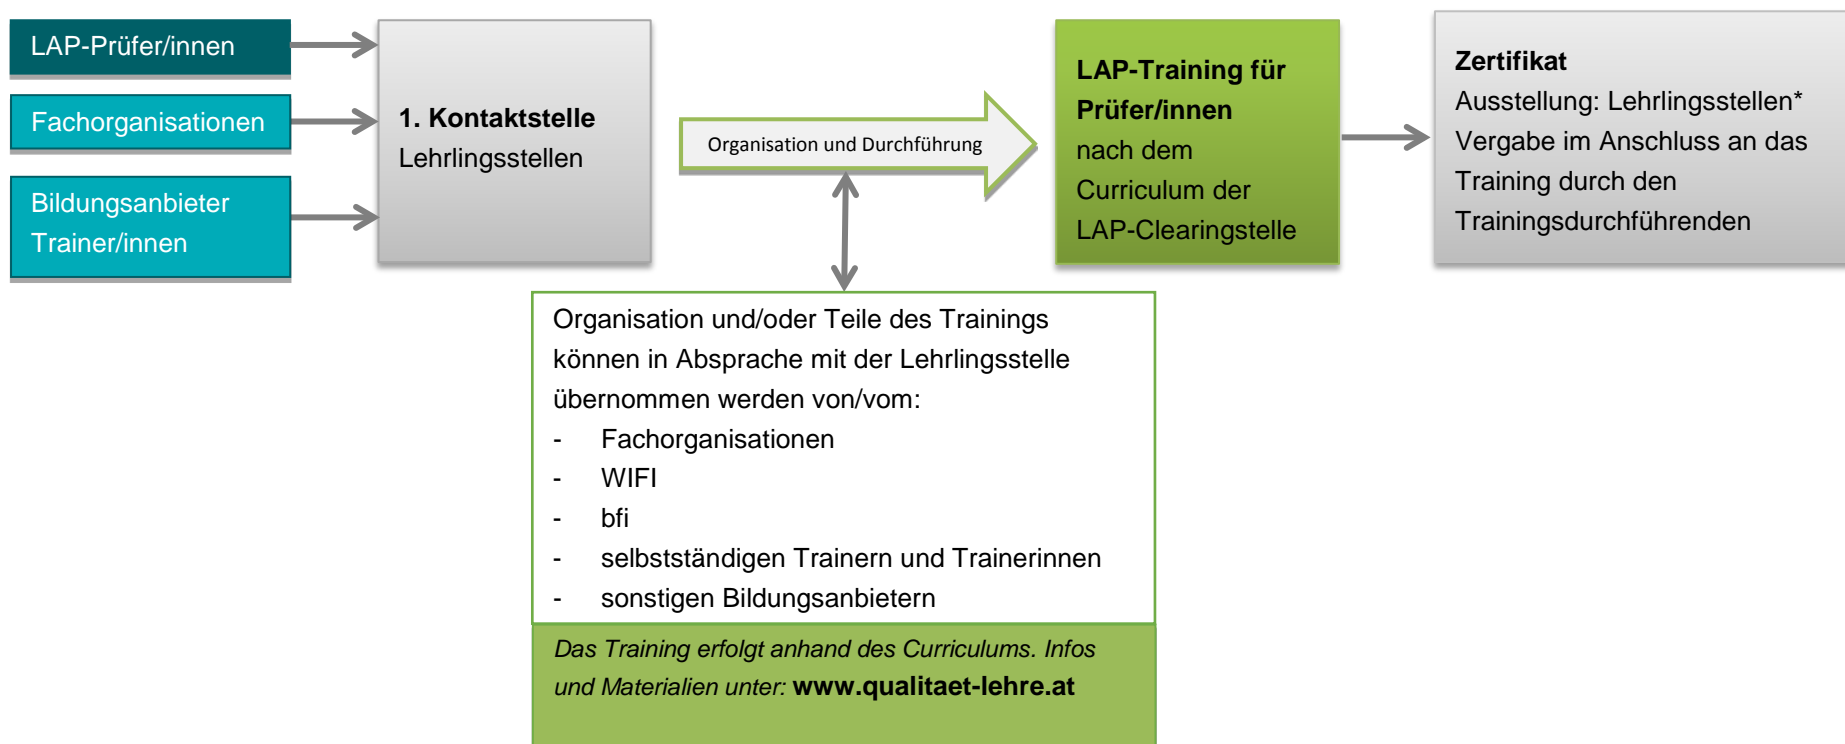 LAP-Prüfer/innen
Fachorganisationen
Bildungsanbieter
Trainer/innen
1. Kontaktstelle
Lehrlingsstellen
Organisation und Durchführung
LAP-Training für
Prüfer/innen
nach dem
Curriculum der
LAP-Clearingstelle
Zertifikat
Ausstellung: Lehrlingsstellen*
Vergabe im Anschluss an das
Training durch den
Trainingsdurchführenden
Organisation und/oder Teile des Trainings
können in Absprache mit der Lehrlingsstelle
übernommen werden von/vom:
- Fachorganisationen
- WIFI
- bfi
- selbstständigen Trainern und Trainerinnen
- sonstigen Bildungsanbietern
Das Training erfolgt anhand des Curriculums. Infos
und Materialien unter: www.qualitaet-lehre.at